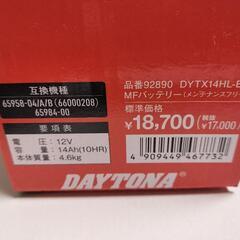 互換機種
65958-04/A/B (66000208)
65984-00
要項表
電 圧：12V
容 量：14Ah(10HR)
本体質量：4.6kg
品番92890 DYTX14HL-B
MFバッテリー(メンテナンスフリー
標準価格
¥18,700(税抜 ¥17,000/
4 909449 467732
DAYTONA